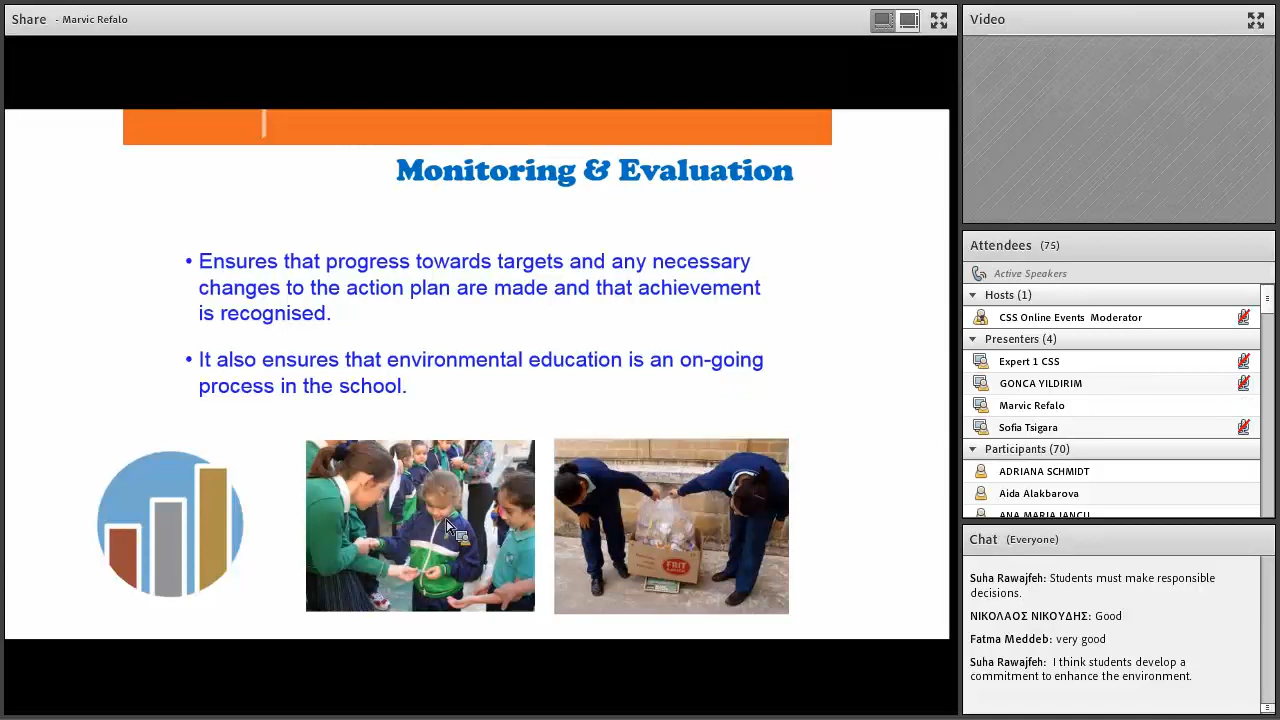 Share - Marvic Refalo
Monitoring & Evaluation
• Ensures that progress towards targets and any necessary
changes to the action plan are made and that achievement
is recognised.
• It also ensures that environmental education is an on-going
process in the school.
FRIT
Video
Attendees (75)
Active Speakers
Hosts (1)
CSS Online Events Moderator
Presenters (4)
Expert 1 CSS
GONCA YILDIRIM
Marvic Refalo
Sofia Tsigara
Participants (70)
ADRIANA SCHMIDT
Aida Alakbarova
ANA MARIA IANCU
Chat (Everyone)
Suha Rawajfeh: Students must make responsible
decisions.
ΝΙΚΟΛΑΟΣ ΝΙΚΟΥΔΗΣ: Good
Fatma Meddeb: very good
Suha Rawajfeh: I think students develop a
commitment to enhance the environment.